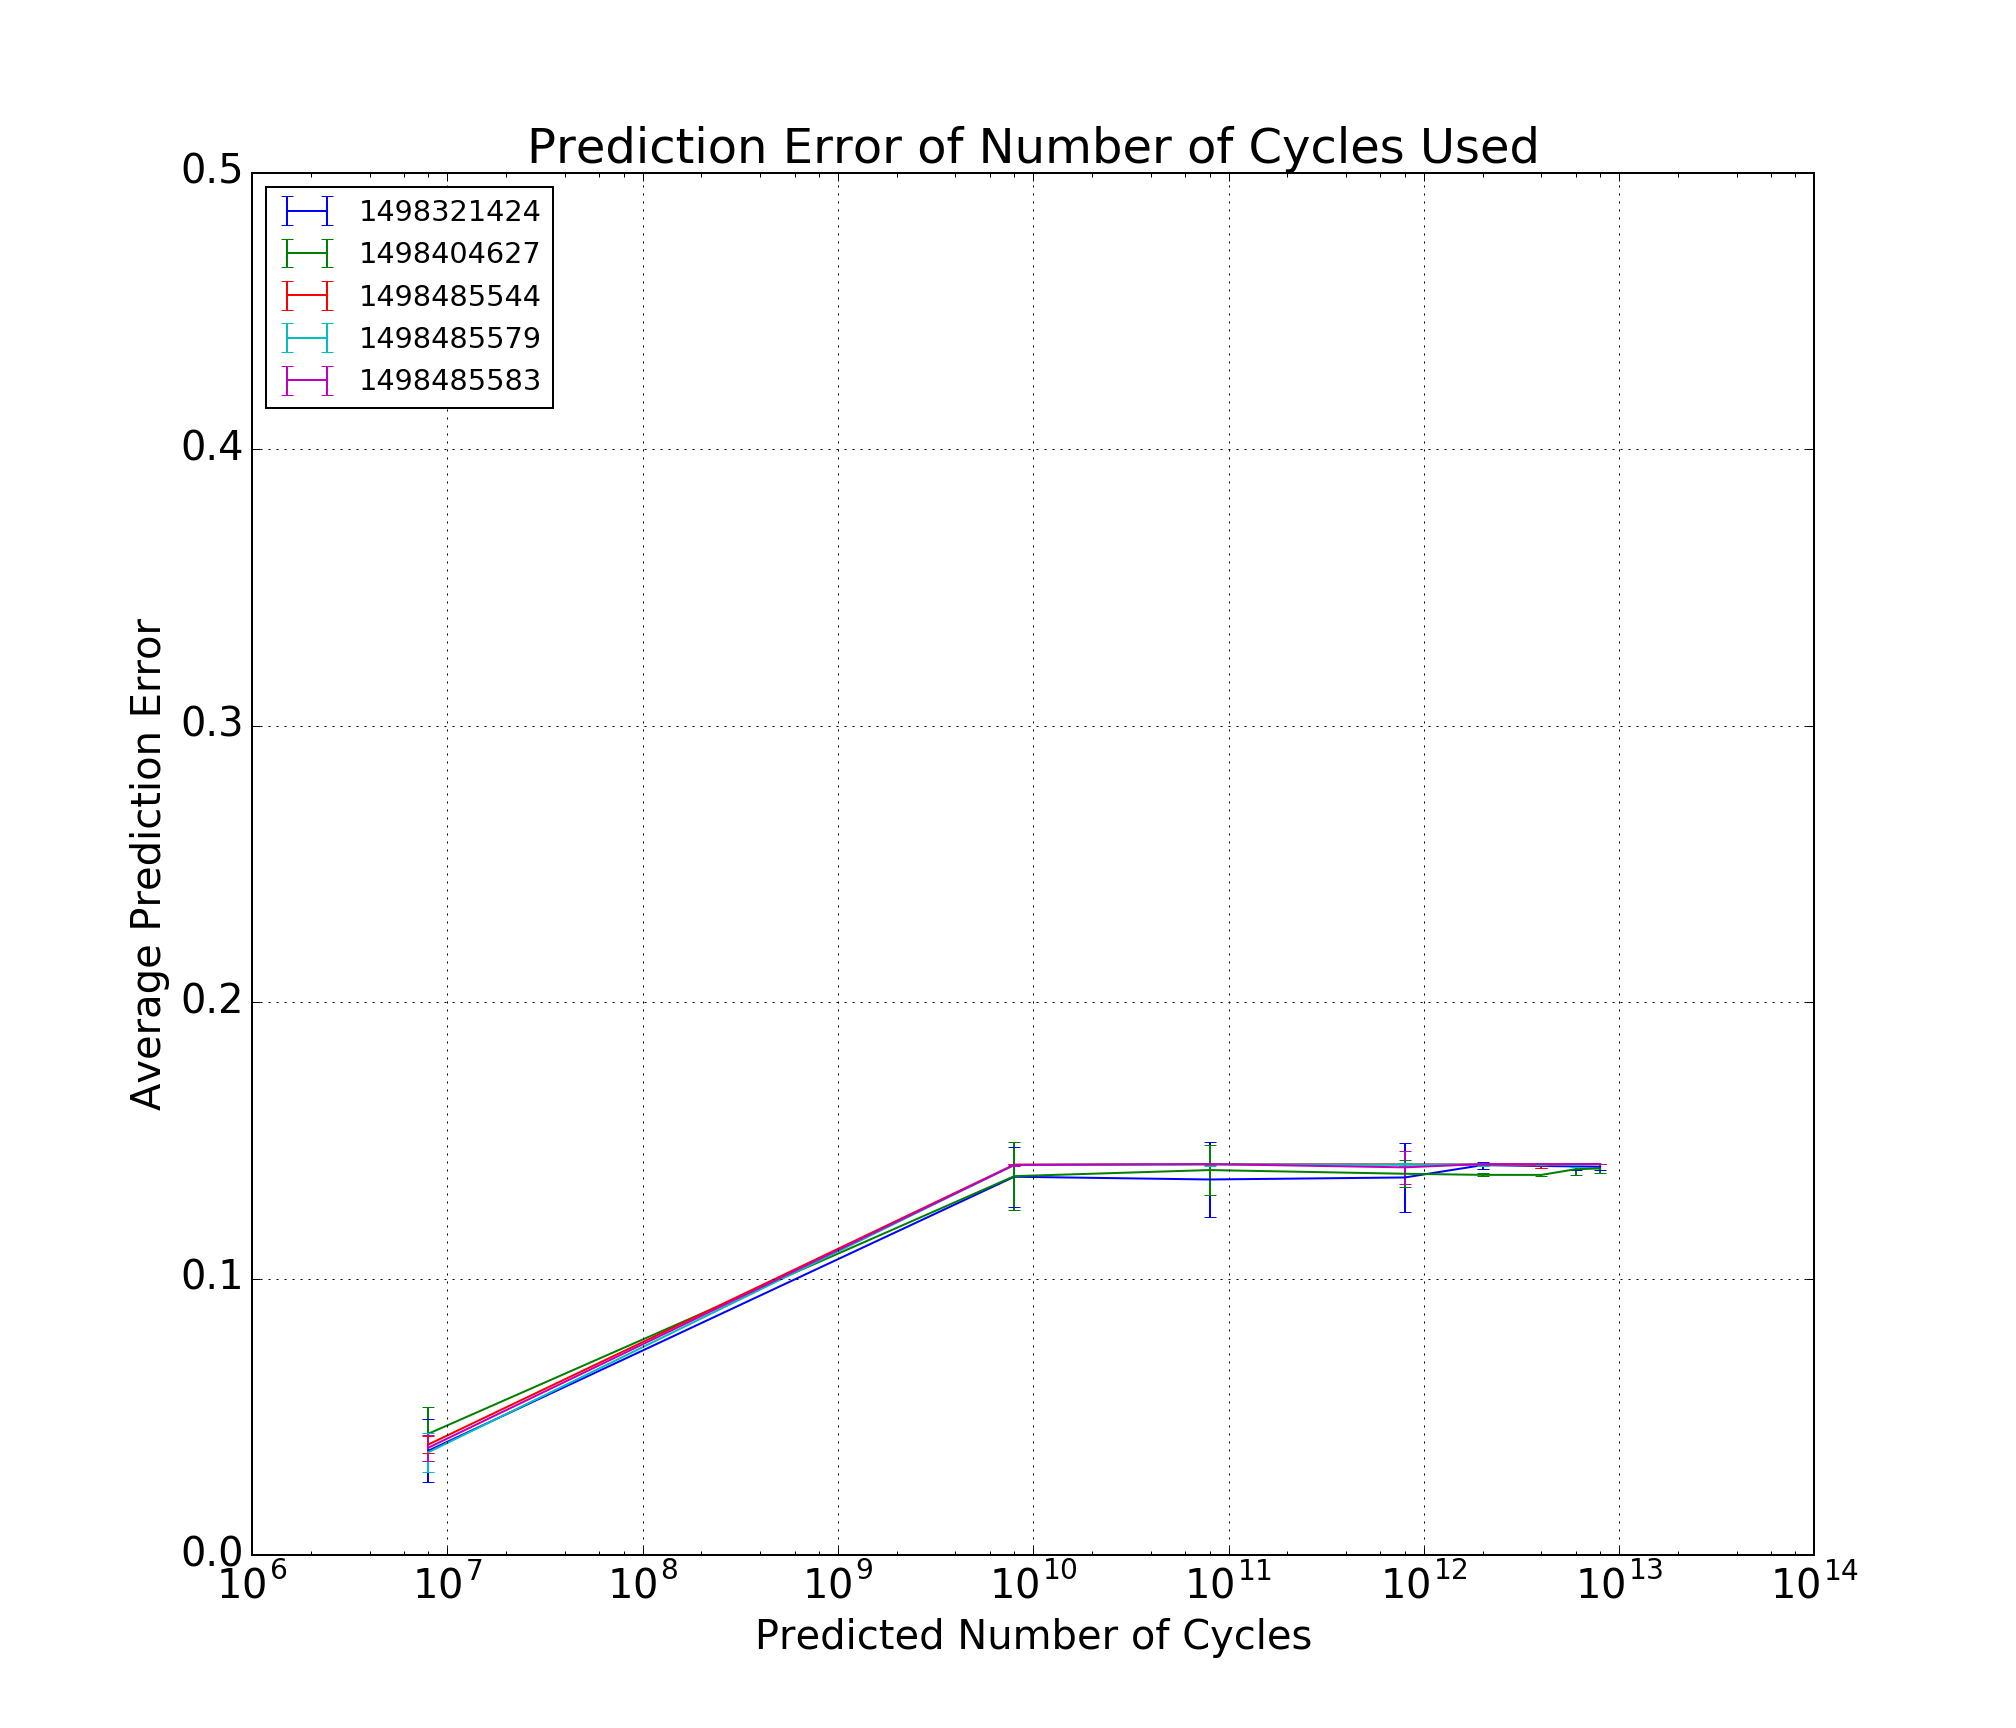 Prediction Error of Number of Cycles Used
0.5
1498321424
1498404627
1498485544
1498485579
1498485583
0.4
0.3
0.2
0.1
0.0
Average Prediction Error
10^6 10^7 10^8 10^9 10^10 10^11 10^12 10^13 10^14
Predicted Number of Cycles